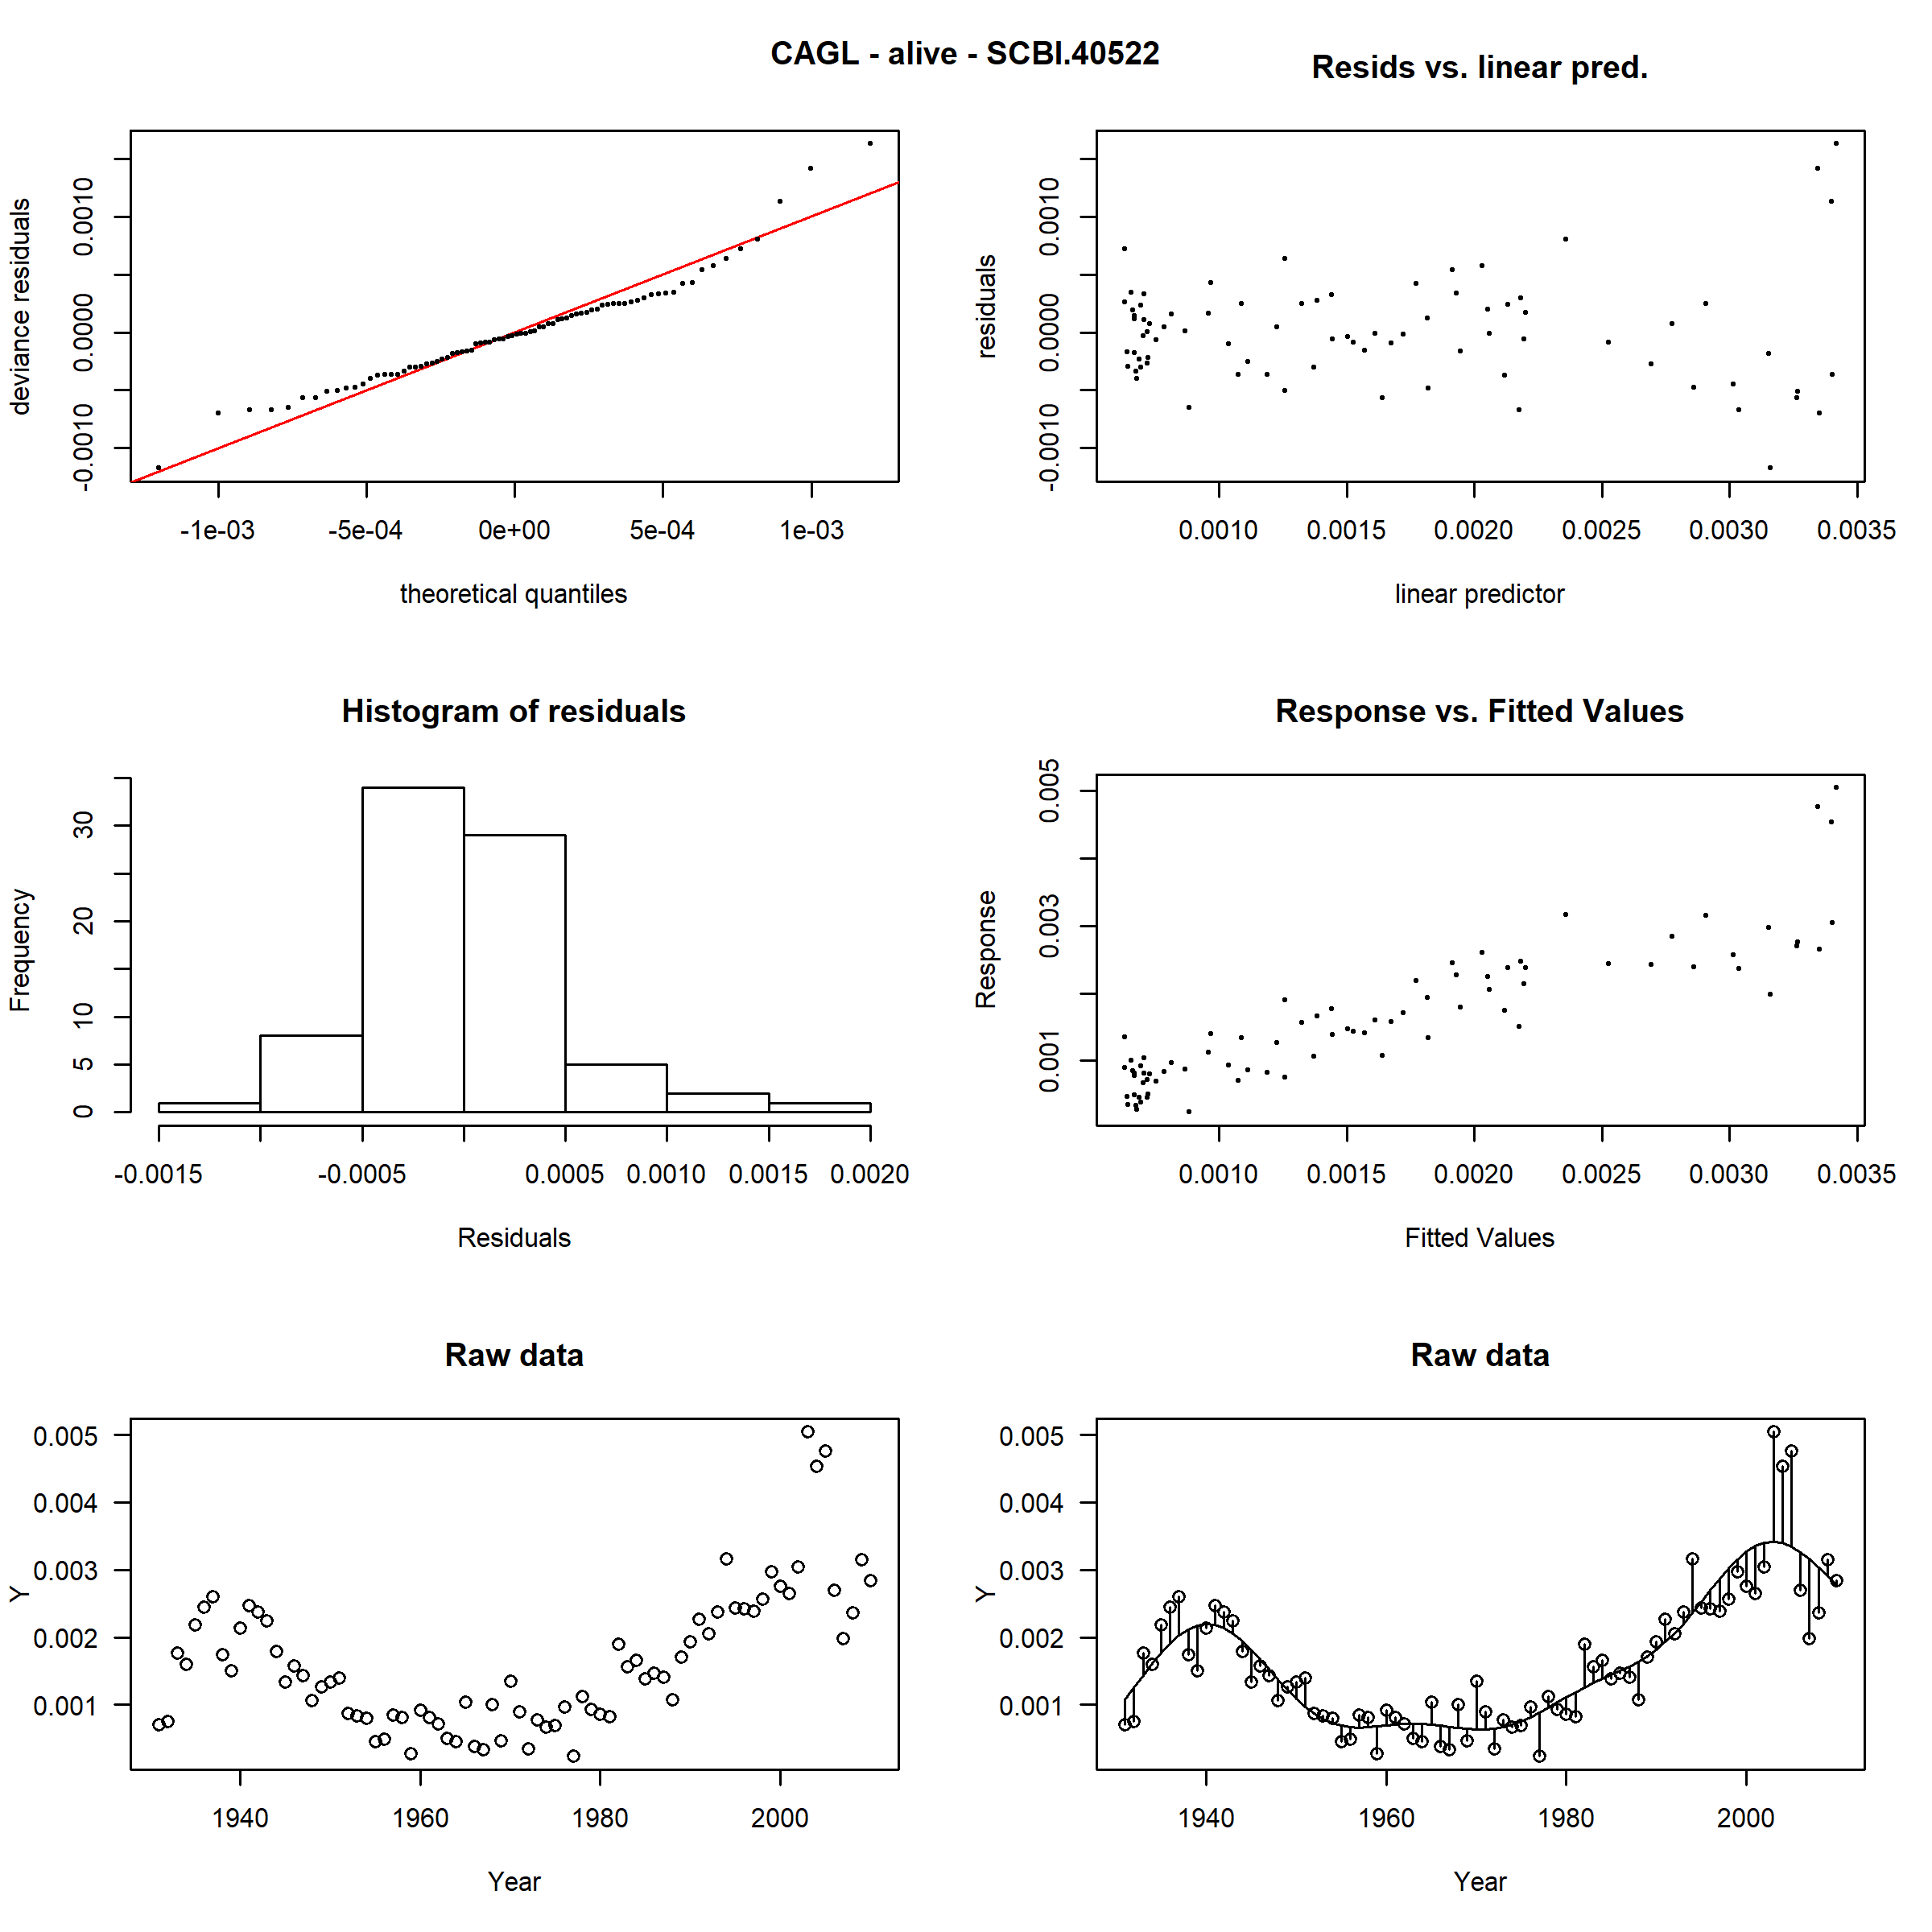 CAGL - alive - SCBI.40522
Resids vs. linear pred.
deviance residuals
-0.0010 0.0000 0.0010
-1e-03 -5e-04 0e+00 5e-04 1e-03
theoretical quantiles
residuals
-0.0010 0.0000 0.0010
0.0010 0.0015 0.0020 0.0025 0.0030 0.0035
linear predictor
Histogram of residuals
Frequency
0 5 10 20 30
-0.0015 -0.0005 0.0005 0.0010 0.0015 0.0020
Residuals
Response vs. Fitted Values
Response
0.001 0.003 0.005
0.0010 0.0015 0.0020 0.0025 0.0030 0.0035
Fitted Values
Raw data
Y
0.005
0.004
0.003
0.002
0.001
1940 1960 1980 2000
Year
Raw data
Y
0.005
0.004
0.003
0.002
0.001
1940 1960 1980 2000
Year